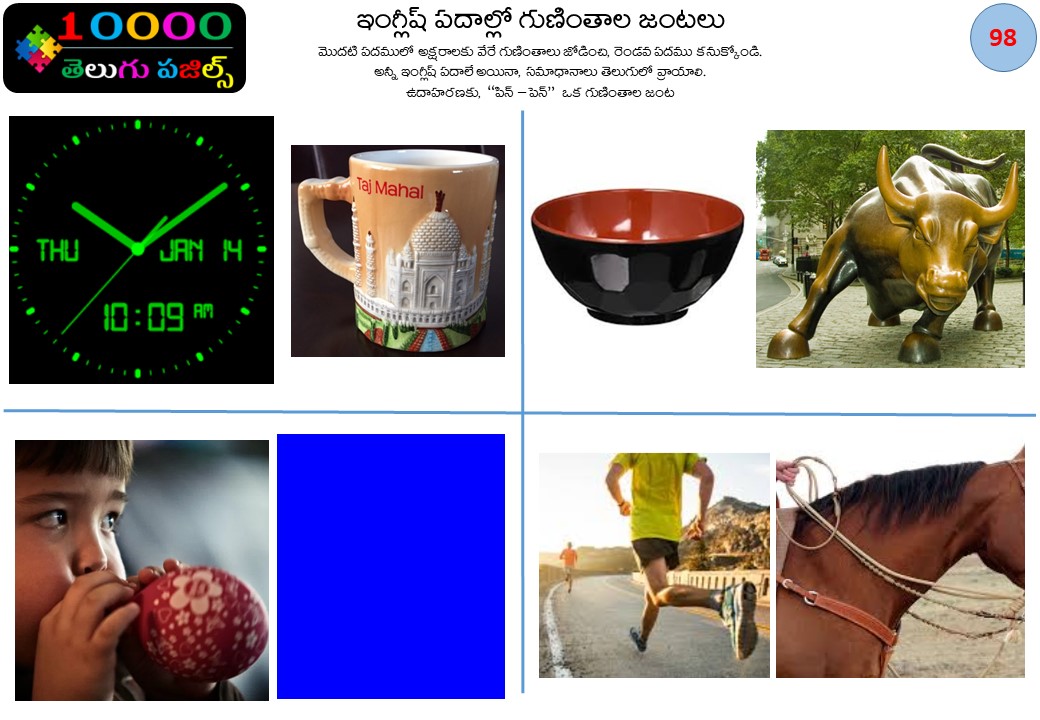 10000
తెలుగు పజిల్స్
ఇంగ్లీష్ పదాల్లో గుణింతాల జంటలు
మొదటి పదములో అక్షరాలకు వేరే గుణింతాలు జోడించి, రెండవ పదము కనుక్కోండి.
అన్నీ ఇంగ్లీష్ పదాలే అయినా, సమాధానాలు తెలుగులో వ్రాయాలి.
ఉదాహరణకు, “పిన్ – పెన్” ఒక గుణింతాల జంట
98
THU JAN 14
10:09 AM
Taj Mahal